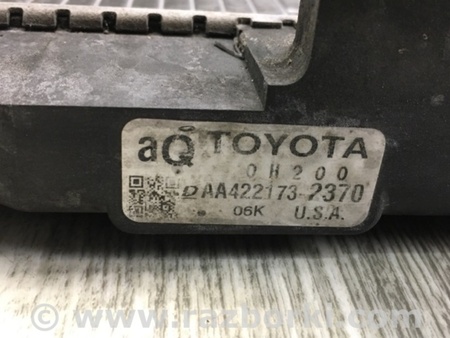 aQ TOYOTA
0H200
AA422173-2370
06K U.S.A.
© www.razborki.com